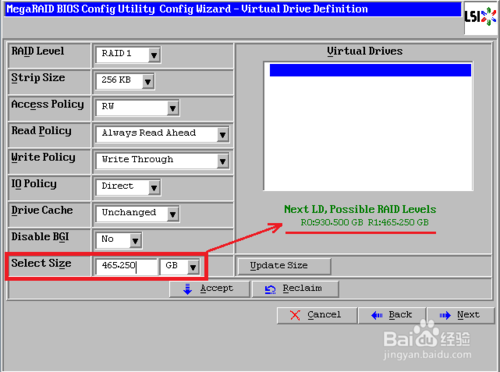 MegaRAID BIOS Config Utility Config Wizard - Virtual Drive Definition
LSI
RAID Level RAID 1
Virtual Drives
Strip Size 256 KB
Access Policy RW
Read Policy Always Read Ahead
Write Policy Write Through
IO Policy Direct
Drive Cache Unchanged
Next LD, Possible RAID Levels
R0:930.500 GB R1:465.250 GB
Disable BGI No
Select Size 465.250 GB
Update Size
Accept Reclaim
Cancel Back Next
Baidu 经验
jingyan.baidu.com